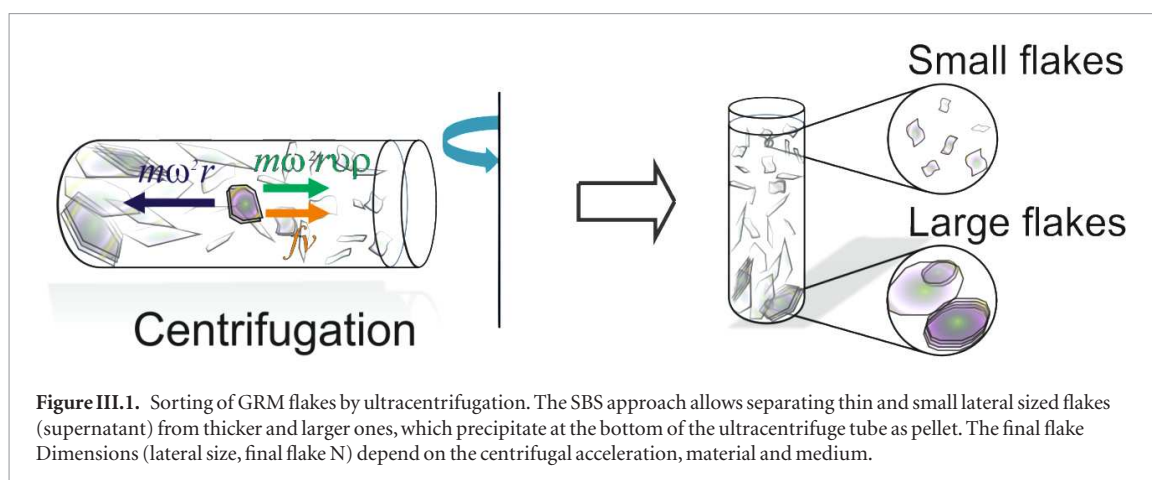 Small flakes
mω²r
mω²rυρ
fv
Large flakes
Centrifugation
Figure III.1. Sorting of GRM flakes by ultracentrifugation. The SBS approach allows separating thin and small lateral sized flakes
(supernatant) from thicker and larger ones, which precipitate at the bottom of the ultracentrifuge tube as pellet. The final flake
Dimensions (lateral size, final flake N) depend on the centrifugal acceleration, material and medium.